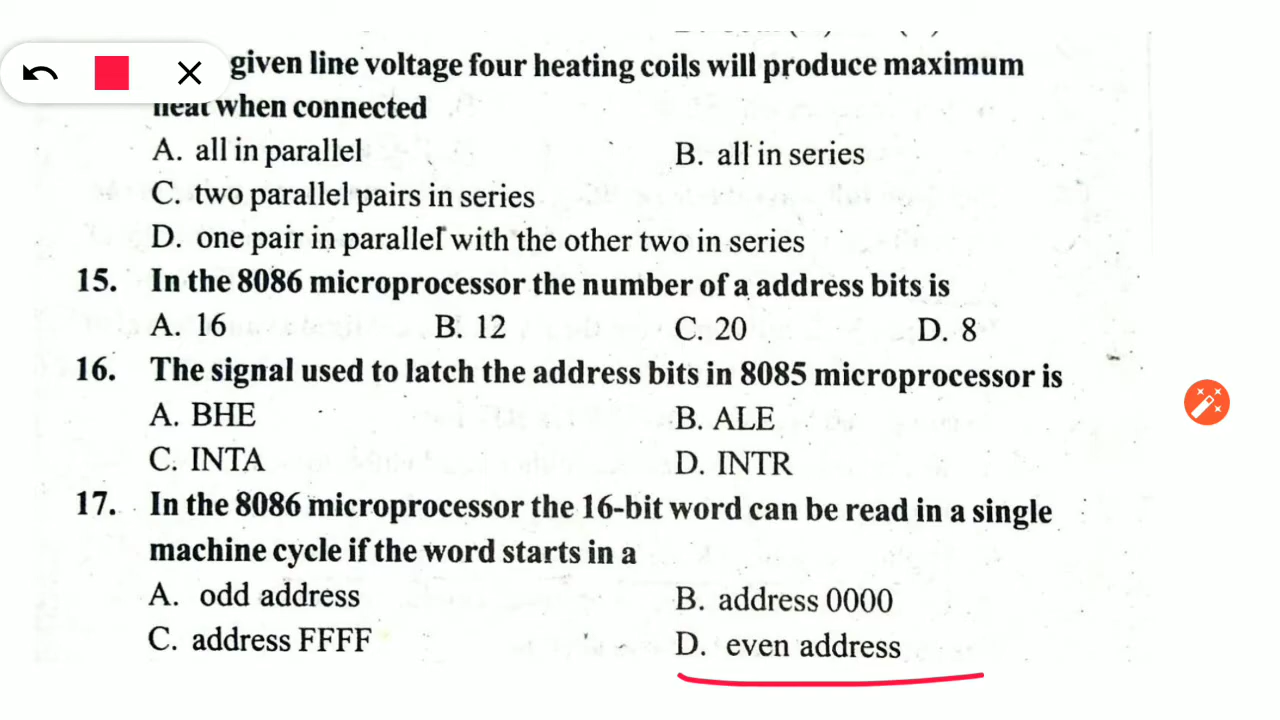 given line voltage four heating coils will produce maximum
heat when connected
A. all in parallel B. all in series
C. two parallel pairs in series
D. one pair in parallel with the other two in series
15. In the 8086 microprocessor the number of a address bits is
A. 16 B. 12 C. 20 D. 8
16. The signal used to latch the address bits in 8085 microprocessor is
A. BHE B. ALE
C. INTA D. INTR
17. In the 8086 microprocessor the 16-bit word can be read in a single
machine cycle if the word starts in a
A. odd address B. address 0000
C. address FFFF D. even address